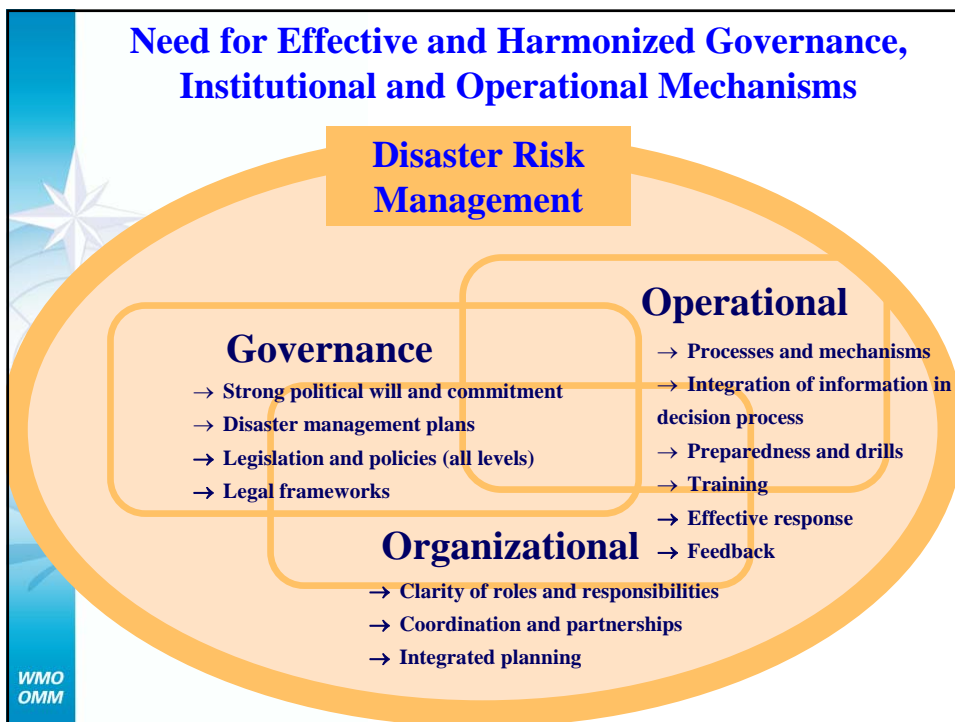 Need for Effective and Harmonized Governance,
Institutional and Operational Mechanisms
Disaster Risk
Management
Governance
→ Strong political will and commitment
→ Disaster management plans
→ Legislation and policies (all levels)
→ Legal frameworks
Operational
→ Processes and mechanisms
→ Integration of information in
decision process
→ Preparedness and drills
→ Training
→ Effective response
→ Feedback
Organizational
→ Clarity of roles and responsibilities
→ Coordination and partnerships
→ Integrated planning
WMO
OMM